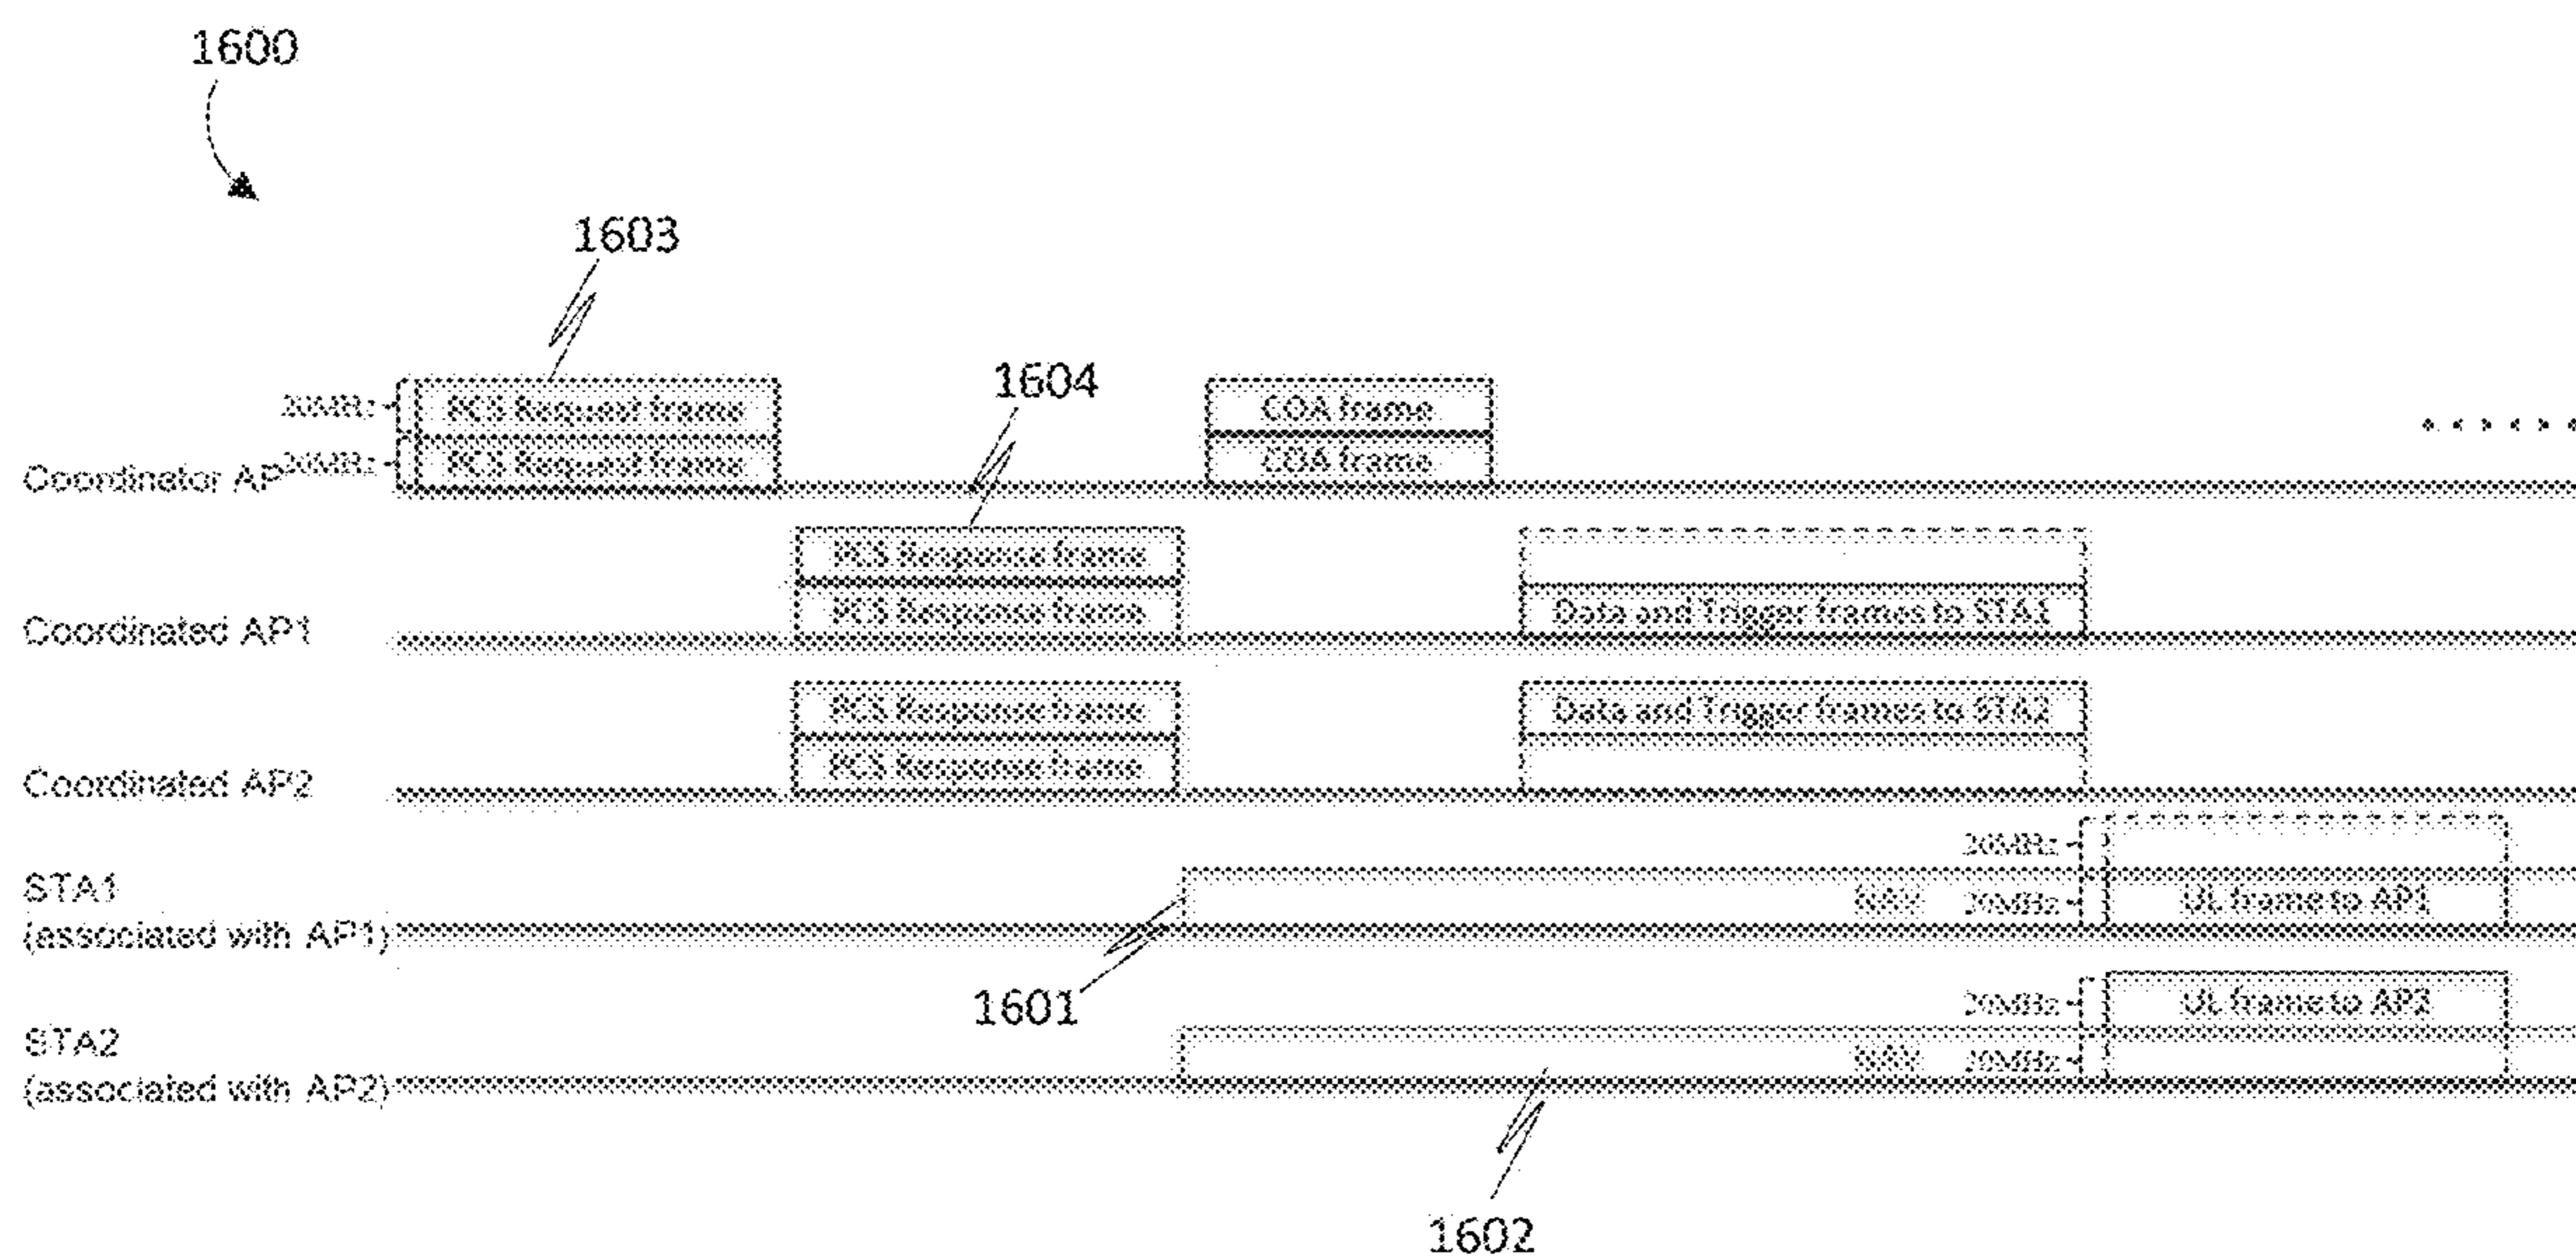 1600
1603
1604
20MHz
PCS Request frame
COA frame
20MHz
PCS Request frame
COA frame
Coordinator AP
PCS Response frame
PCS Response frame
Data and Trigger frames to STA1
Coordinated AP1
PCS Response frame
Data and Trigger frames to STA2
PCS Response frame
Coordinated AP2
20MHz
STA1
(associated with AP1)
NAV
20MHz
UL frame to AP1
1601
20MHz
UL frame to AP2
STA2
(associated with AP2)
NAV
20MHz
1602